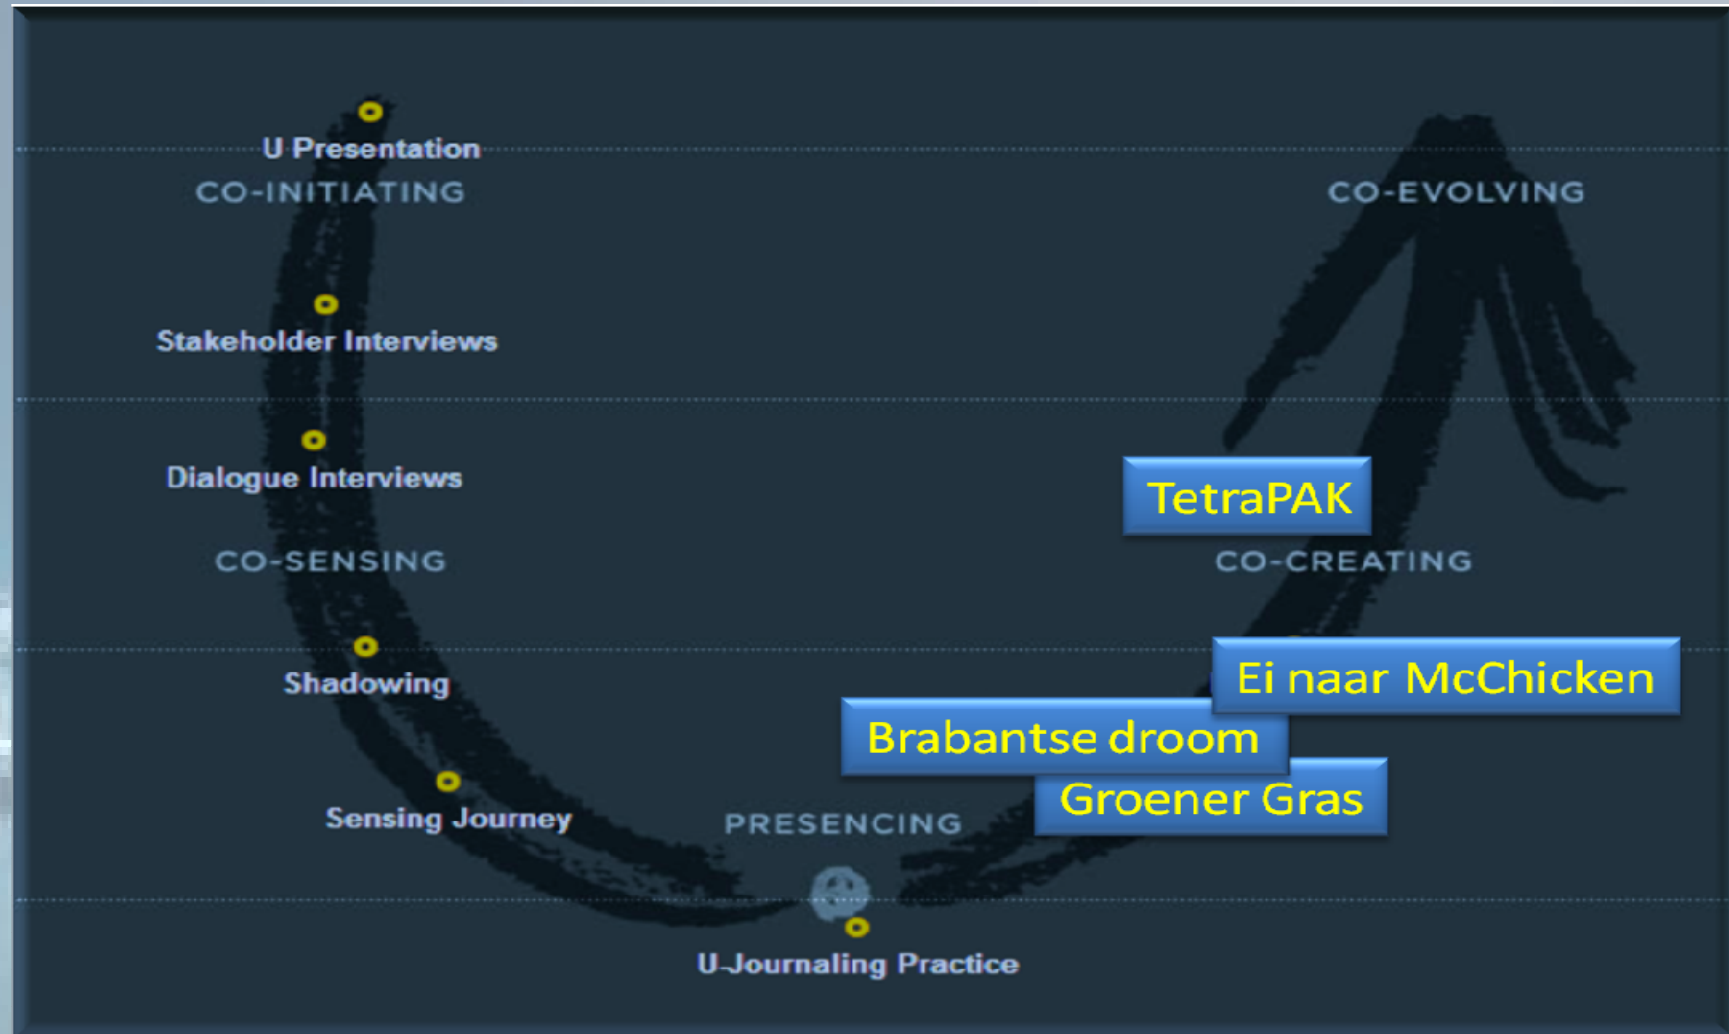 U Presentation
CO-INITIATING
CO-EVOLVING
Stakeholder Interviews
Dialogue Interviews
TetraPAK
CO-SENSING
CO-CREATING
Shadowing
Ei naar McChicken
Brabantse droom
Groener Gras
Sensing Journey
PRESENCING
U-Journaling Practice